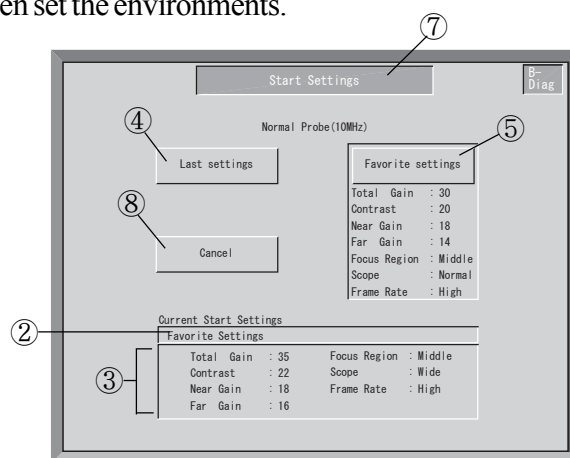 en set the environments.
⑦
Start Settings
B-
Diag
④
Normal Probe(10MHz)
⑤
Last settings
Favorite settings
Total Gain : 30
Contrast : 20
Near Gain : 18
Far Gain : 14
Focus Region : Middle
Scope : Normal
Frame Rate : High
⑧
Cancel
Current Start Settings
②
Favorite Settings
③
Total Gain : 35 Focus Region : Middle
Contrast : 22 Scope : Wide
Near Gain : 18 Frame Rate : High
Far Gain : 16